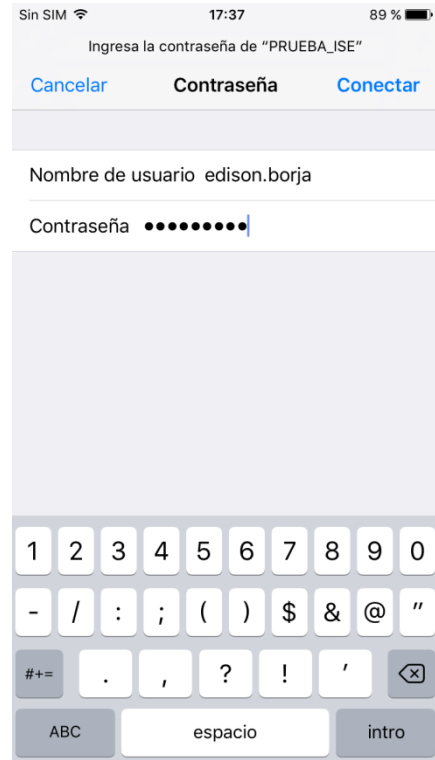 Sin SIM 17:37 89 %
Ingresa la contraseña de “PRUEBA_ISE”
Cancelar Contraseña Conectar
Nombre de usuario edison.borja
Contraseña •••••••••
1 2 3 4 5 6 7 8 9 0
- / : ; ( ) $ & @ "
#+= . , ? ! ′
ABC espacio intro